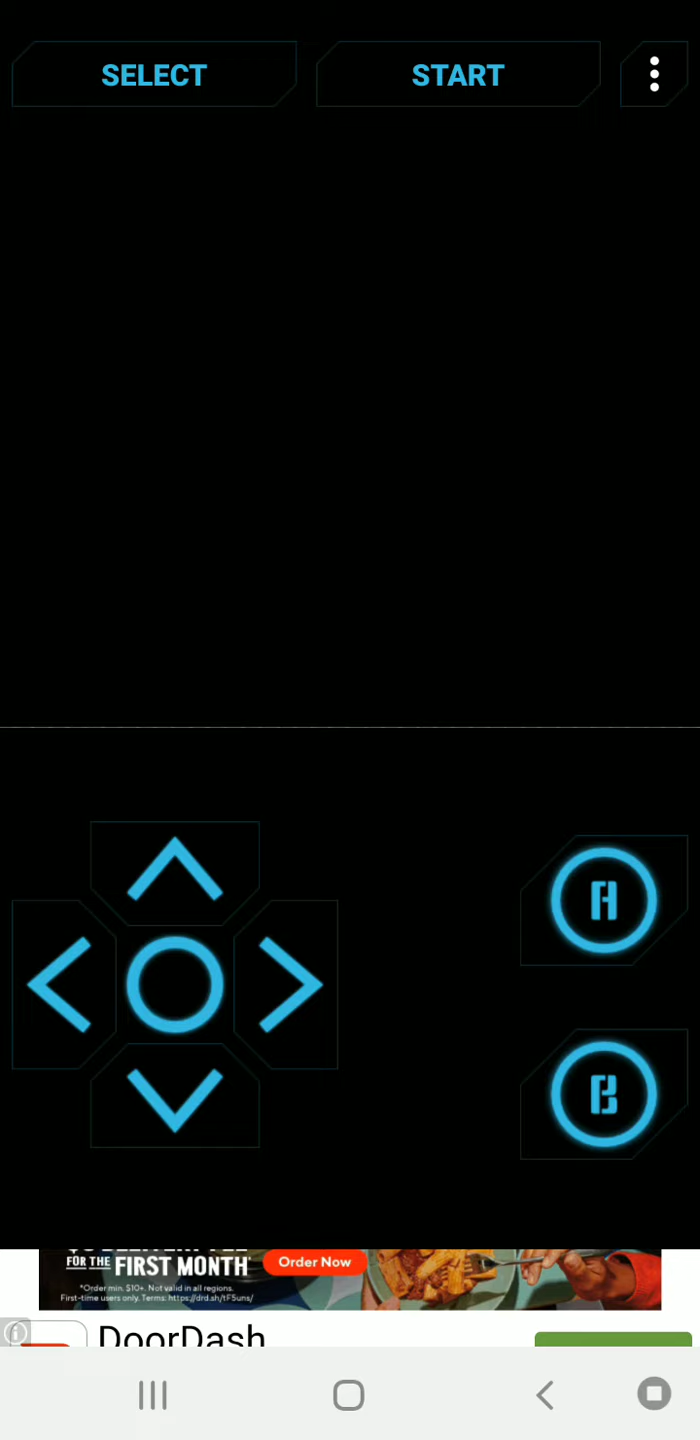 SELECT
START
A
B
FOR THE FIRST MONTH*
Order Now
*Order min. $10+. Not valid in all regions.
First-time users only. Terms: https://drd.sh/tF5uns/
DoorDash